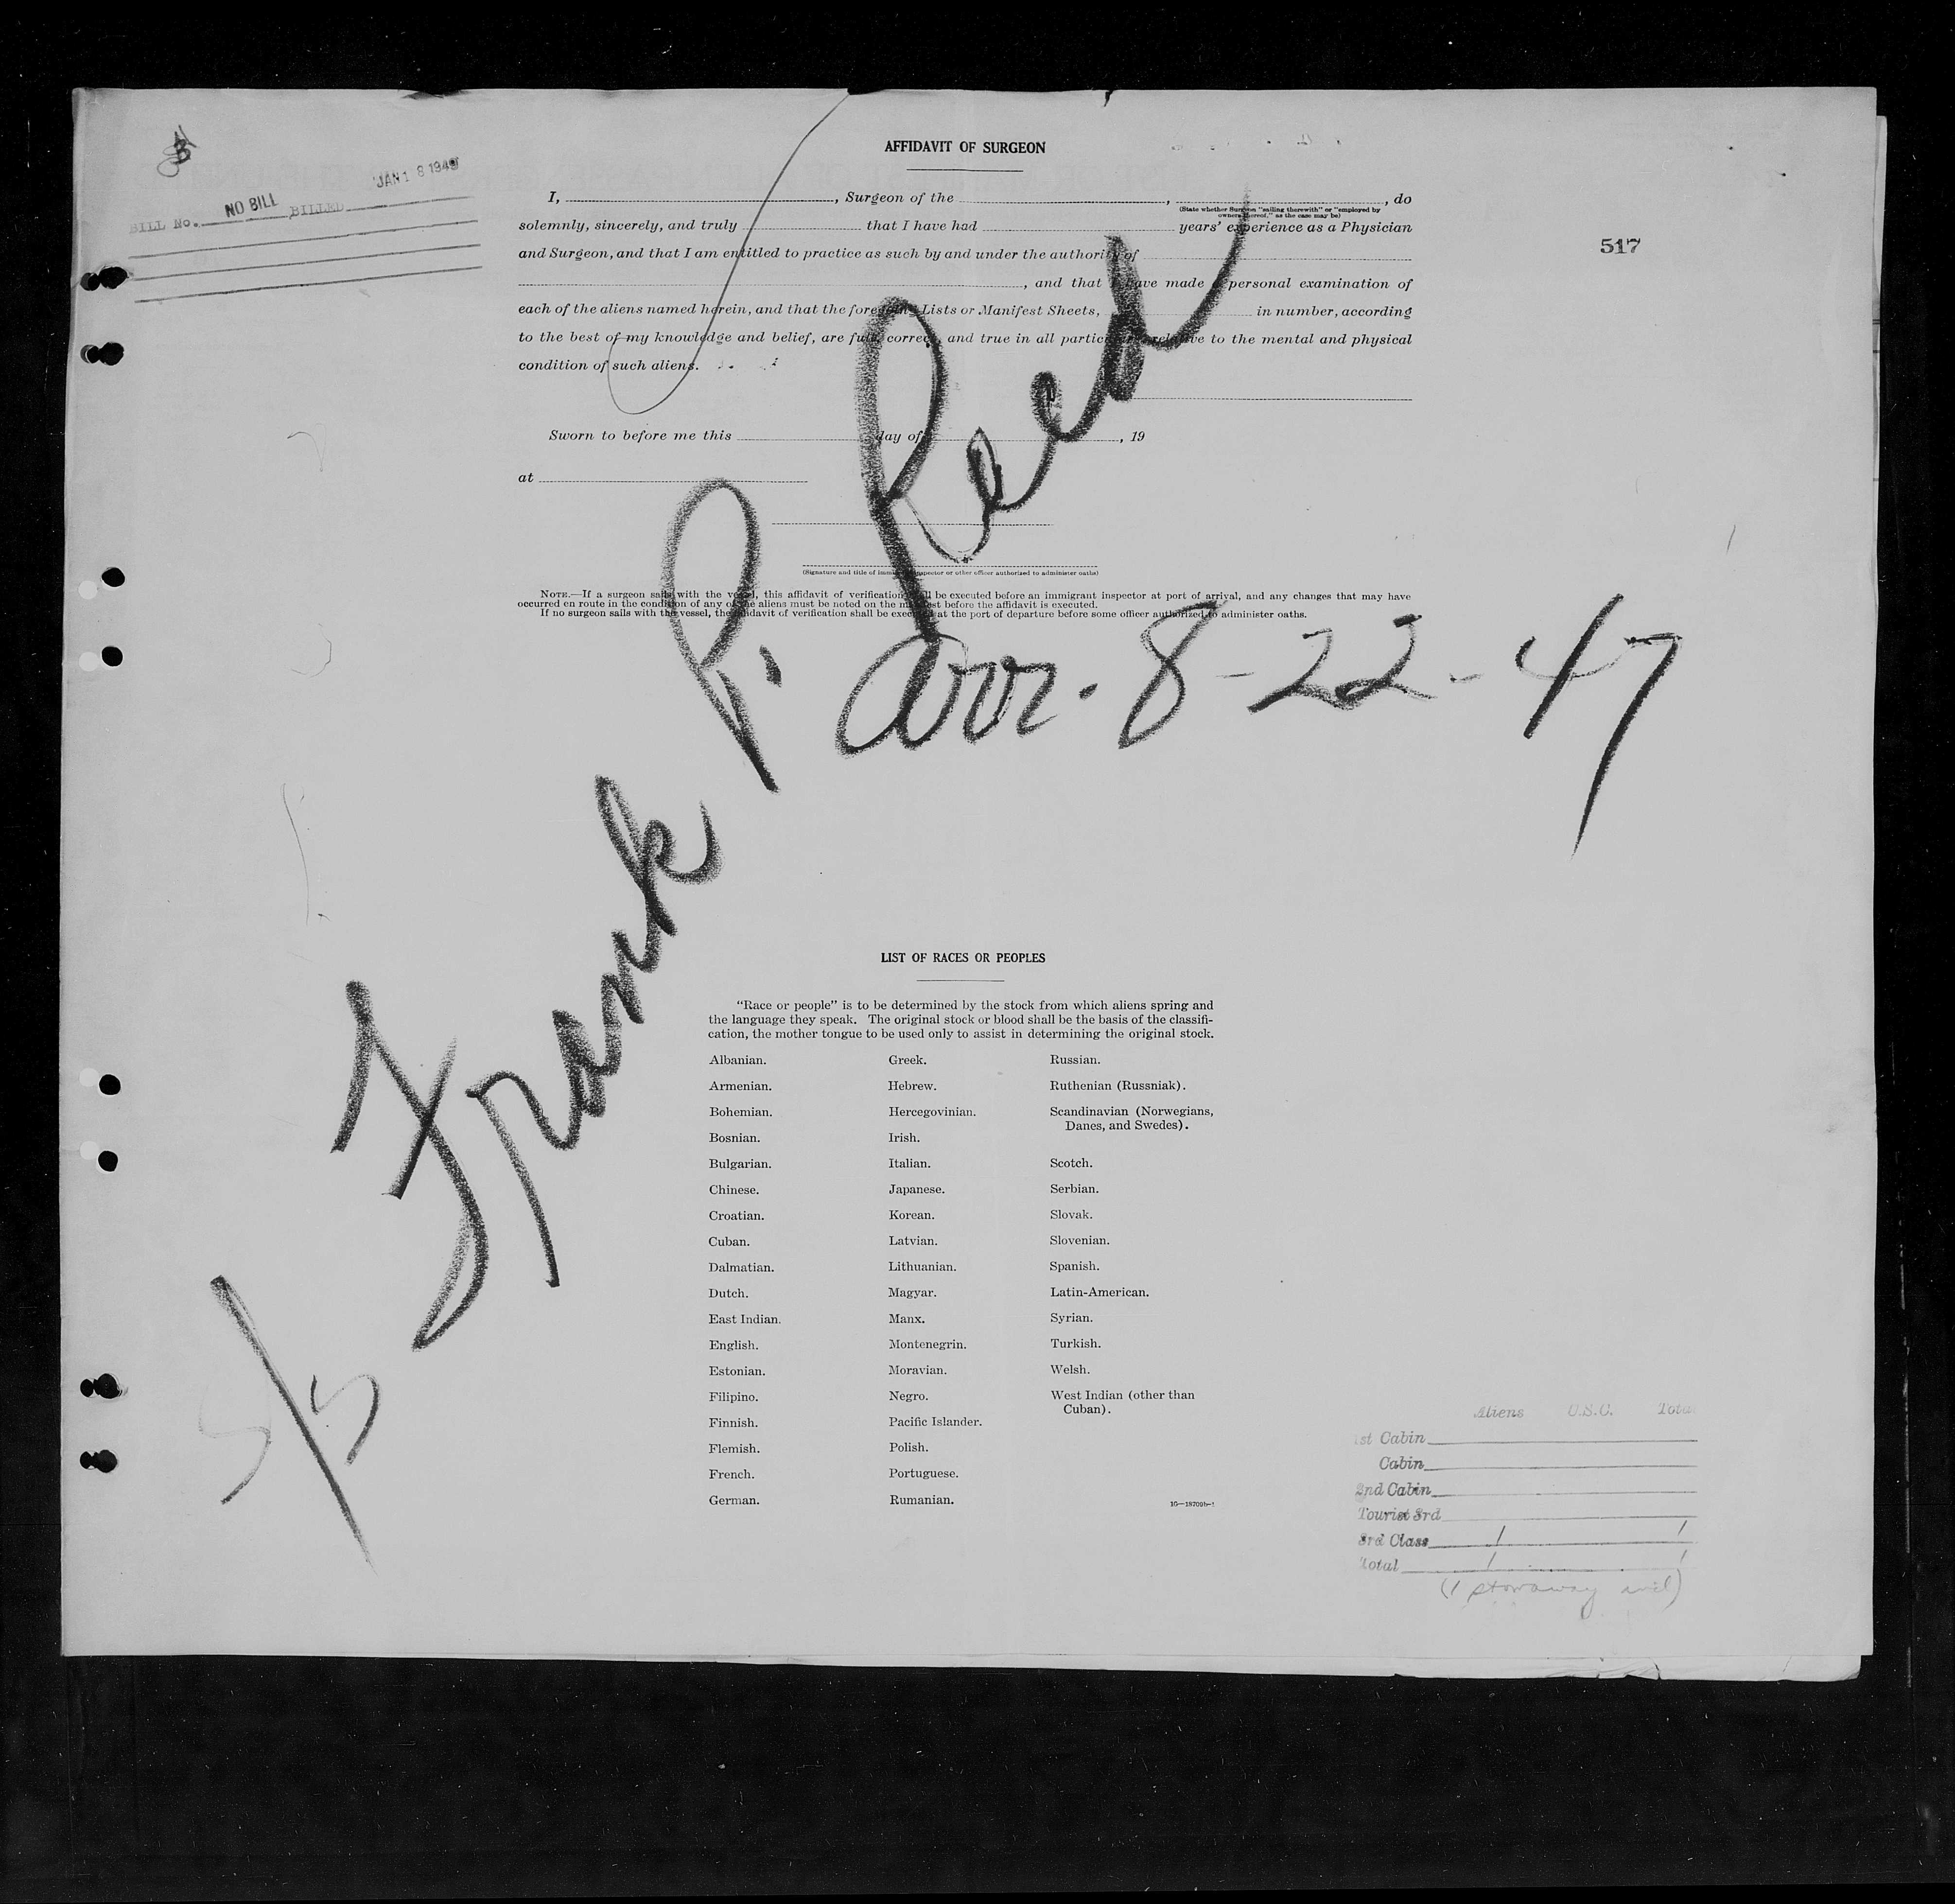 JAN 18 1949
BILL No. NO BILL BILLED
517
AFFIDAVIT OF SURGEON
I, , Surgeon of the , , do
(State whether Surgeon "sailing therewith" or "employed by
owners thereof," as the case may be)
solemnly, sincerely, and truly that I have had years' experience as a Physician
and Surgeon, and that I am entitled to practice as such by and under the authority of
, and that I have made a personal examination of
each of the aliens named herein, and that the foregoing Lists or Manifest Sheets, in number, according
to the best of my knowledge and belief, are full, correct, and true in all particulars relative to the mental and physical
condition of such aliens.
Sworn to before me this day of , 19
at
(Signature and title of immigrant inspector or other officer authorized to administer oaths)
NOTE.—If a surgeon sails with the vessel, this affidavit of verification shall be executed before an immigrant inspector at port of arrival, and any changes that may have
occurred en route in the condition of any of the aliens must be noted on the manifest before the affidavit is executed.
If no surgeon sails with the vessel, the affidavit of verification shall be executed at the port of departure before some officer authorized to administer oaths.
S/S Frank P. Reed
arr. 8-22-47
LIST OF RACES OR PEOPLES
"Race or people" is to be determined by the stock from which aliens spring and
the language they speak. The original stock or blood shall be the basis of the classifi-
cation, the mother tongue to be used only to assist in determining the original stock.
Albanian. Greek. Russian.
Armenian. Hebrew. Ruthenian (Russniak).
Bohemian. Hercegovinian. Scandinavian (Norwegians,
Danes, and Swedes).
Bosnian. Irish.
Bulgarian. Italian. Scotch.
Chinese. Japanese. Serbian.
Croatian. Korean. Slovak.
Cuban. Latvian. Slovenian.
Dalmatian. Lithuanian. Spanish.
Dutch. Magyar. Latin-American.
East Indian. Manx. Syrian.
English. Montenegrin. Turkish.
Estonian. Moravian. Welsh.
Filipino. Negro. West Indian (other than
Cuban).
Finnish. Pacific Islander.
Flemish. Polish.
French. Portuguese.
German. Rumanian.
16—18709b-1
Aliens U.S.C. Total
1st Cabin
Cabin
2nd Cabin
Tourist 3rd
3rd Class 1 1
Total 1 1
(1 stowaway incl)